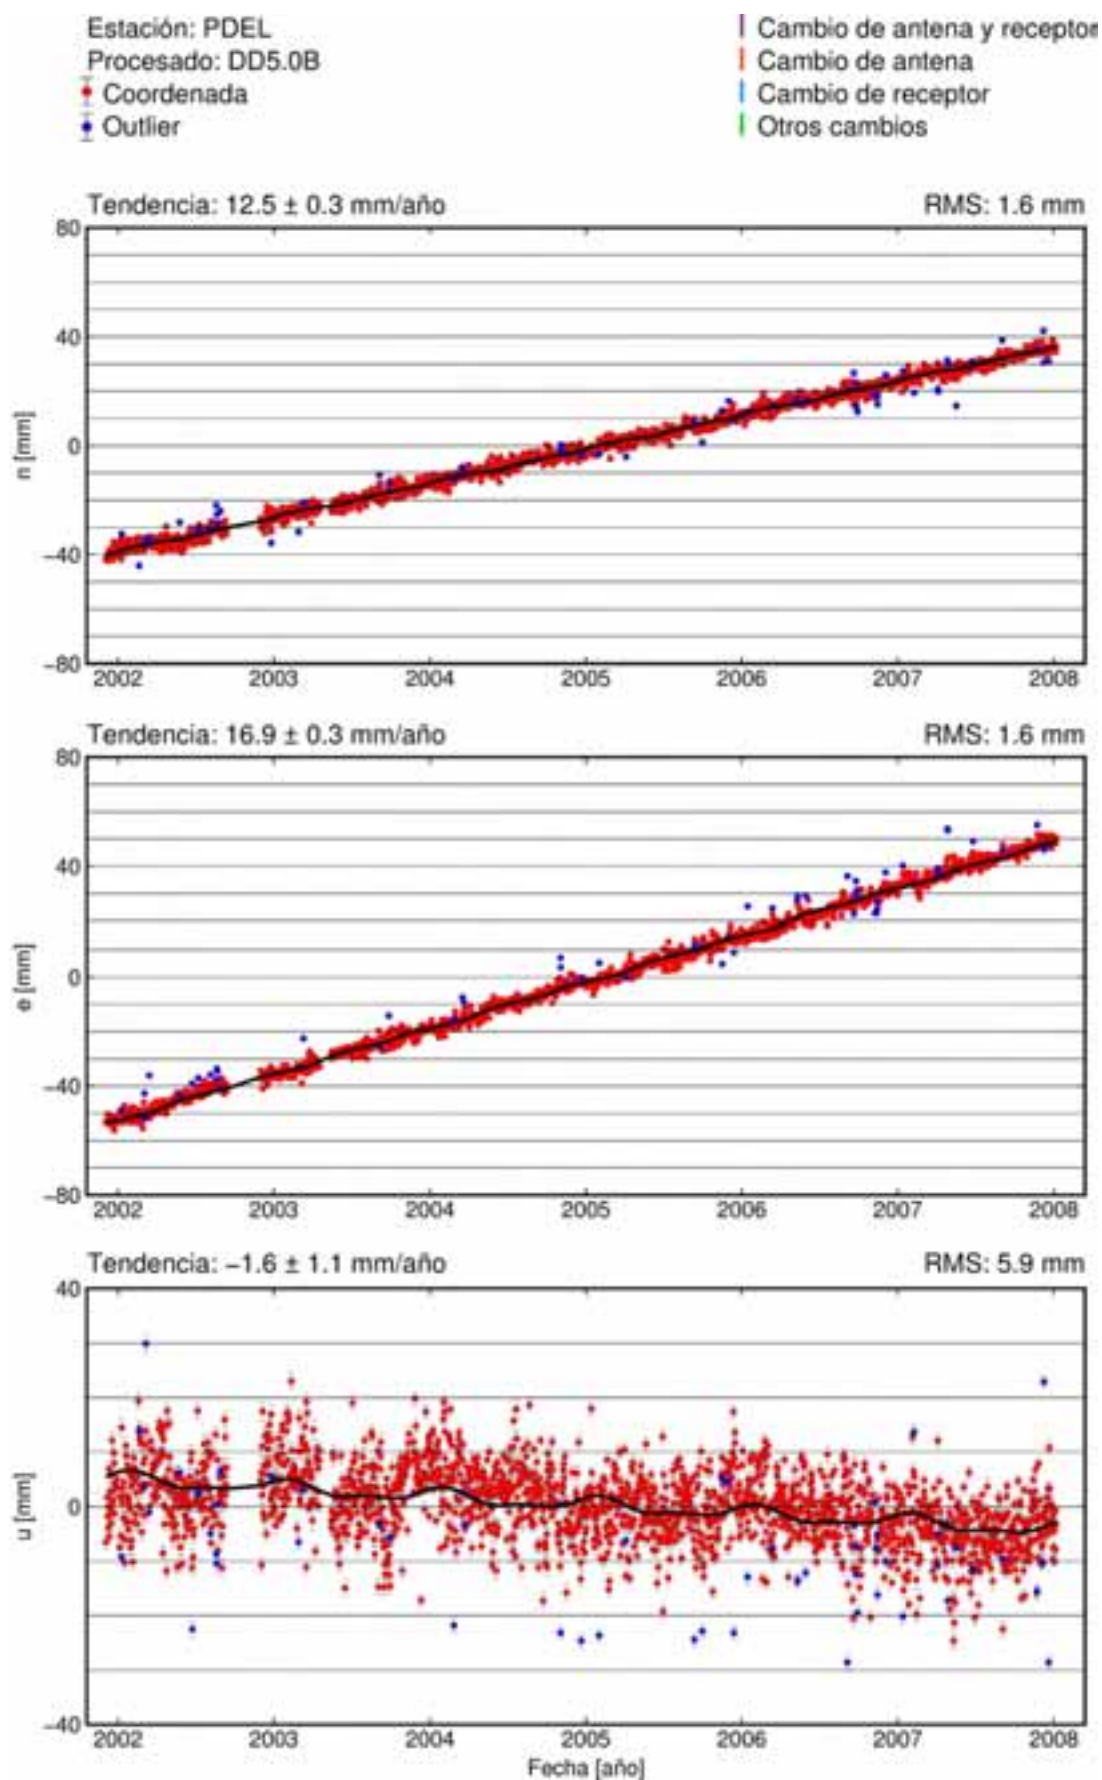 Estación: PDEL
Procesado: DD5.0B
Coordenada
Outlier
Cambio de antena y receptor
Cambio de antena
Cambio de receptor
Otros cambios
Tendencia: 12.5 ± 0.3 mm/año RMS: 1.6 mm
80
40
0
−40
−80
n [mm]
2002 2003 2004 2005 2006 2007 2008
Tendencia: 16.9 ± 0.3 mm/año RMS: 1.6 mm
80
40
0
−40
−80
e [mm]
2002 2003 2004 2005 2006 2007 2008
Tendencia: −1.6 ± 1.1 mm/año RMS: 5.9 mm
40
20
0
−20
−40
u [mm]
2002 2003 2004 2005 2006 2007 2008
Fecha [año]